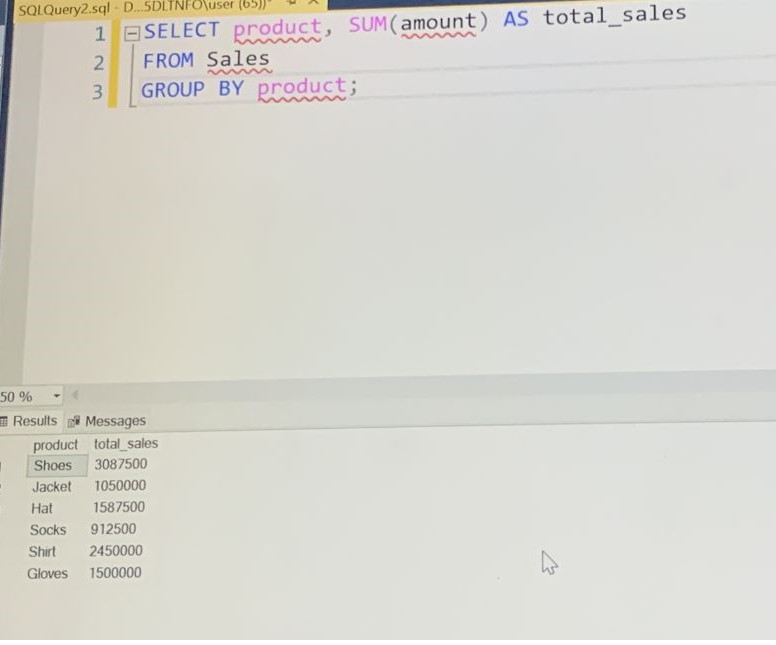 SQLQuery2.sql - D...5DLTNFO\user (65))*
1 SELECT product, SUM(amount) AS total_sales
2 FROM Sales
3 GROUP BY product;
50 %
Results Messages
product total_sales
Shoes 3087500
Jacket 1050000
Hat 1587500
Socks 912500
Shirt 2450000
Gloves 1500000